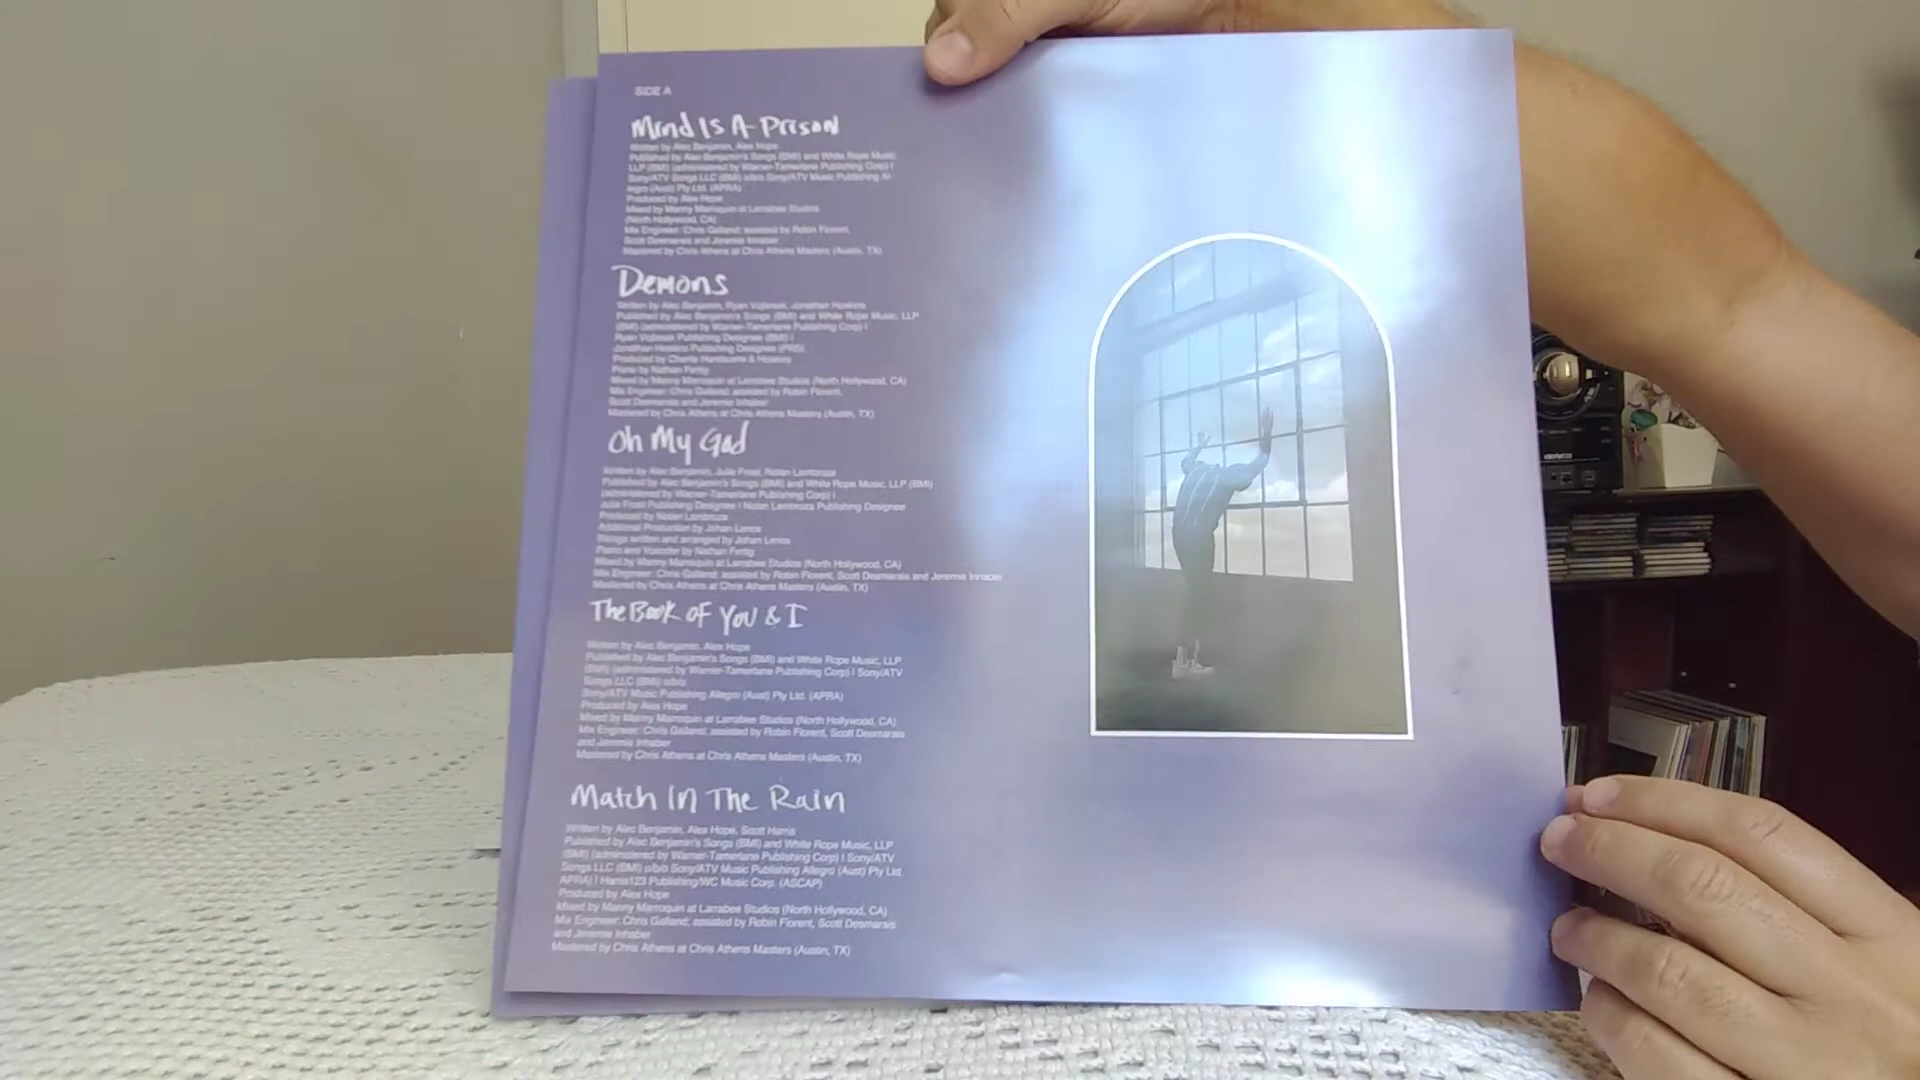 SIDE A
Mind Is A Prison
Written by Alec Benjamin, Alex Hope
Published by Alec Benjamin's Songs (BMI) and White Rope Music,
LLP (BMI) (administered by Warner-Tamerlane Publishing Corp) |
Sony/ATV Songs LLC (BMI) o/b/o Sony/ATV Music Publishing Al-
legro (Aust) Pty Ltd. (APRA)
Produced by Alex Hope
Mixed by Manny Marroquin at Larrabee Studios
(North Hollywood, CA)
Mix Engineer: Chris Galland; assisted by Robin Florent,
Scott Desmarais and Jeremie Inhaber
Mastered by Chris Athens at Chris Athens Masters (Austin, TX)
Demons
Written by Alec Benjamin, Ryan Vojtesak, Jonathan Hoskins
Published by Alec Benjamin's Songs (BMI) and White Rope Music, LLP
(BMI) (administered by Warner-Tamerlane Publishing Corp) |
Ryan Vojtesak Publishing Designee (BMI) |
Jonathan Hoskins Publishing Designee (PRO)
Produced by Charlie Handsome & Hoskins
Piano by Nathan Fertig
Mixed by Manny Marroquin at Larrabee Studios (North Hollywood, CA)
Mix Engineer: Chris Galland; assisted by Robin Florent,
Scott Desmarais and Jeremie Inhaber
Mastered by Chris Athens at Chris Athens Mastery (Austin, TX)
Oh My God
Written by Alec Benjamin, Julia Frost, Nolan Lambroza
Published by Alec Benjamin's Songs (BMI) and White Rope Music, LLP (BMI)
(administered by Warner-Tamerlane Publishing Corp) |
Julia Frost Publishing Designee | Nolan Lambroza Publishing Designee
Produced by Nolan Lambroza
Additional Production by Johan Lenox
Strings written and arranged by Johan Lenox
Piano and Vocoder by Nathan Fertig
Mixed by Manny Marroquin at Larrabee Studios (North Hollywood, CA)
Mix Engineer: Chris Galland; assisted by Robin Florent, Scott Desmarais and Jeremie Inhaber
Mastered by Chris Athens at Chris Athens Masters (Austin, TX)
The Book of You & I
Written by Alec Benjamin, Alex Hope
Published by Alec Benjamin's Songs (BMI) and White Rope Music, LLP
(BMI) (administered by Warner-Tamerlane Publishing Corp) | Sony/ATV
Songs LLC (BMI) o/b/o
Sony/ATV Music Publishing Allegro (Aust) Pty Ltd. (APRA)
Produced by Alex Hope
Mixed by Manny Marroquin at Larrabee Studios (North Hollywood, CA)
Mix Engineer: Chris Galland; assisted by Robin Florent, Scott Desmarais
and Jeremie Inhaber
Mastered by Chris Athens at Chris Athens Masters (Austin, TX)
Match In The Rain
Written by Alec Benjamin, Alex Hope, Scott Harris
Published by Alec Benjamin's Songs (BMI) and White Rope Music, LLP
(BMI) (administered by Warner-Tamerlane Publishing Corp) | Sony/ATV
Songs LLC (BMI) o/b/o Sony/ATV Music Publishing Allegro (Aust) Pty Ltd.
APRA) | Harris123 Publishing/WC Music Corp. (ASCAP)
Produced by Alex Hope
Mixed by Manny Marroquin at Larrabee Studios (North Hollywood, CA)
Mix Engineer: Chris Galland; assisted by Robin Florent, Scott Desmarais
and Jeremie Inhaber
Mastered by Chris Athens at Chris Athens Masters (Austin, TX)